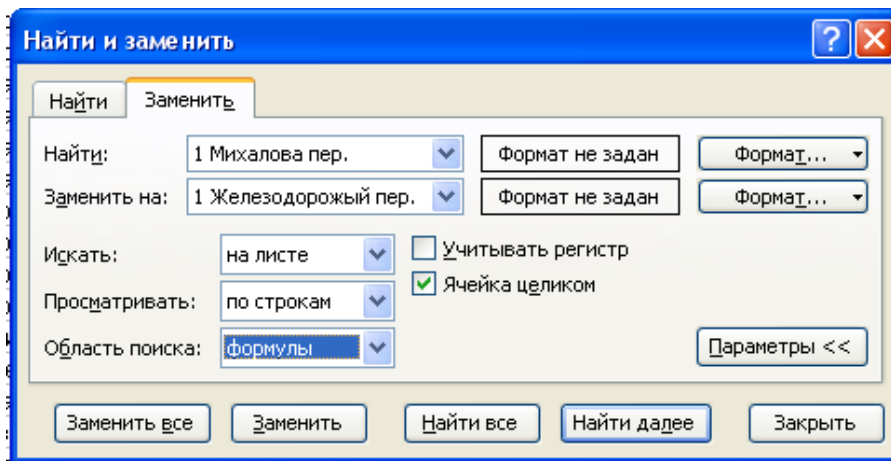 Найти и заменить
Найти Заменить
Найти: 1 Михалова пер. Формат не задан Формат...
Заменить на: 1 Железодорожый пер. Формат не задан Формат...
Искать: на листе Учитывать регистр
Просматривать: по строкам Ячейка целиком
Область поиска: формулы Параметры <<
Заменить все Заменить Найти все Найти далее Закрыть